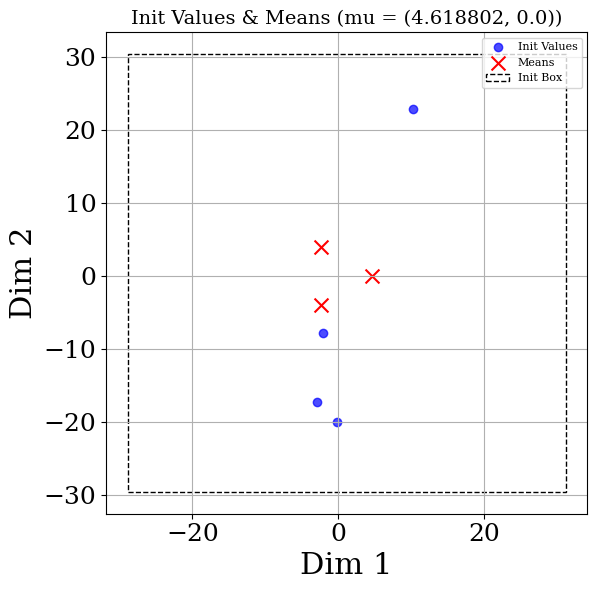 Init Values & Means (mu = (4.618802, 0.0))
Init Values
Means
Init Box
30
20
10
0
−10
−20
−30
Dim 2
−20 0 20
Dim 1